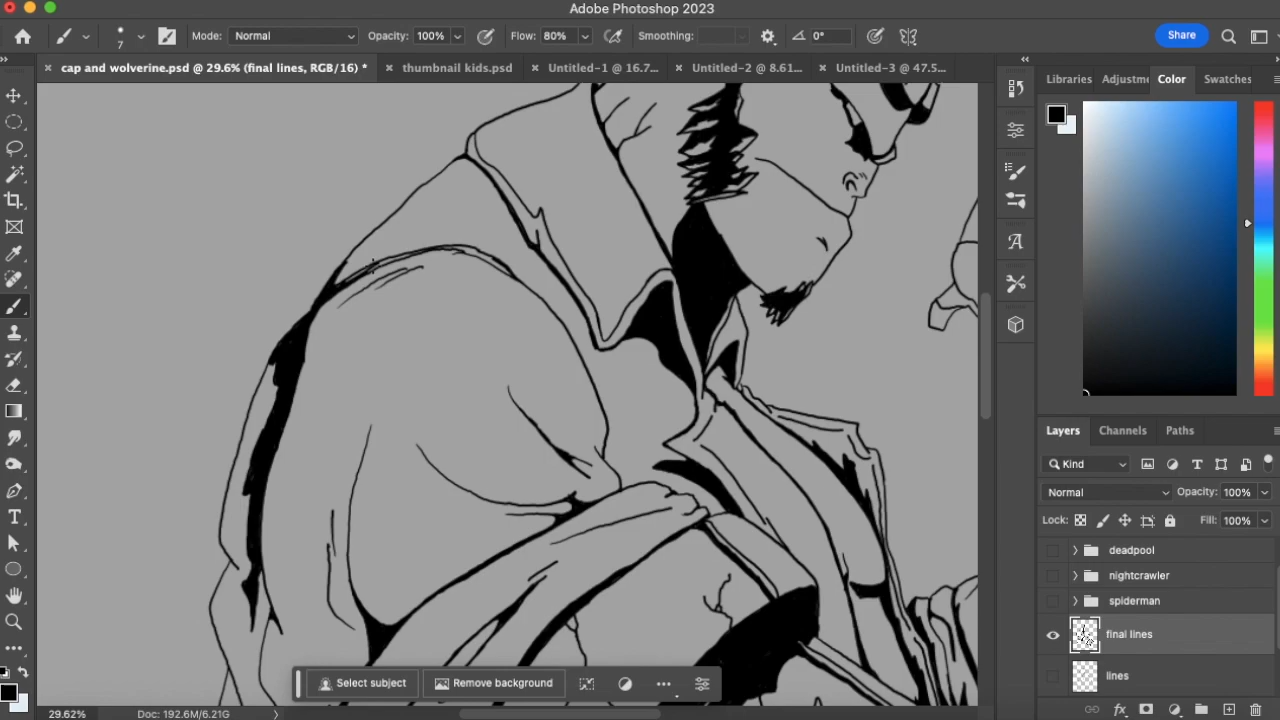 Adobe Photoshop 2023
7 Mode: Normal Opacity: 100% Flow: 80% Smoothing: 0° Share
cap and wolverine.psd @ 29.6% (final lines, RGB/16) * thumbnail kids.psd Untitled-1 @ 16.7... Untitled-2 @ 8.61... Untitled-3 @ 47.5...
Libraries Adjustme Color Swatches
Layers Channels Paths
Kind
Normal Opacity: 100%
Lock: Fill: 100%
deadpool
nightcrawler
spiderman
final lines
lines
Select subject Remove background
29.62% Doc: 192.6M/6.21G